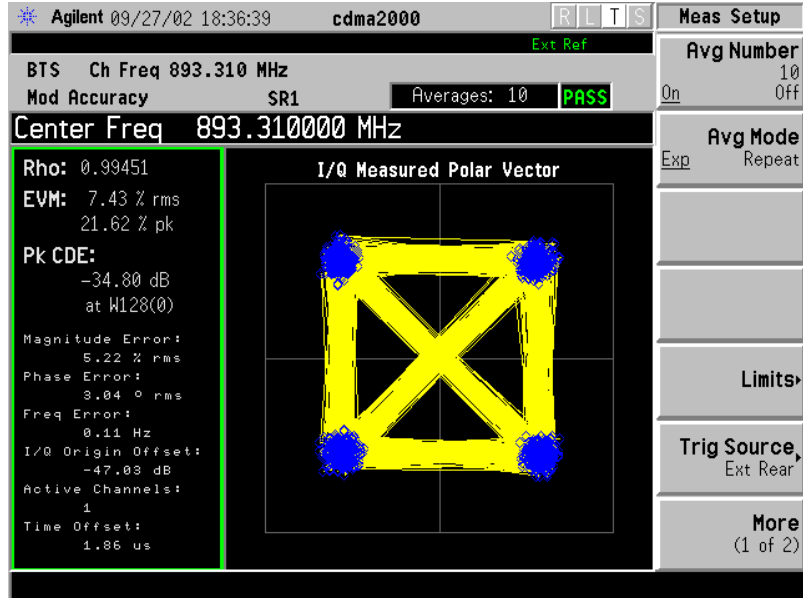 Agilent 09/27/02 18:36:39 cdma2000 R L T S Meas Setup
Ext Ref
BTS Ch Freq 893.310 MHz
Mod Accuracy SR1 Averages: 10 PASS
Center Freq 893.310000 MHz
Rho: 0.99451
EVM: 7.43 % rms
21.62 % pk
Pk CDE:
-34.80 dB
at W128(0)
Magnitude Error:
5.22 % rms
Phase Error:
3.04 º rms
Freq Error:
0.11 Hz
I/Q Origin Offset:
-47.03 dB
Active Channels:
1
Time Offset:
1.86 us
I/Q Measured Polar Vector
Avg Number
10
On Off
Avg Mode
Exp Repeat
Limits
Trig Source
Ext Rear
More
(1 of 2)